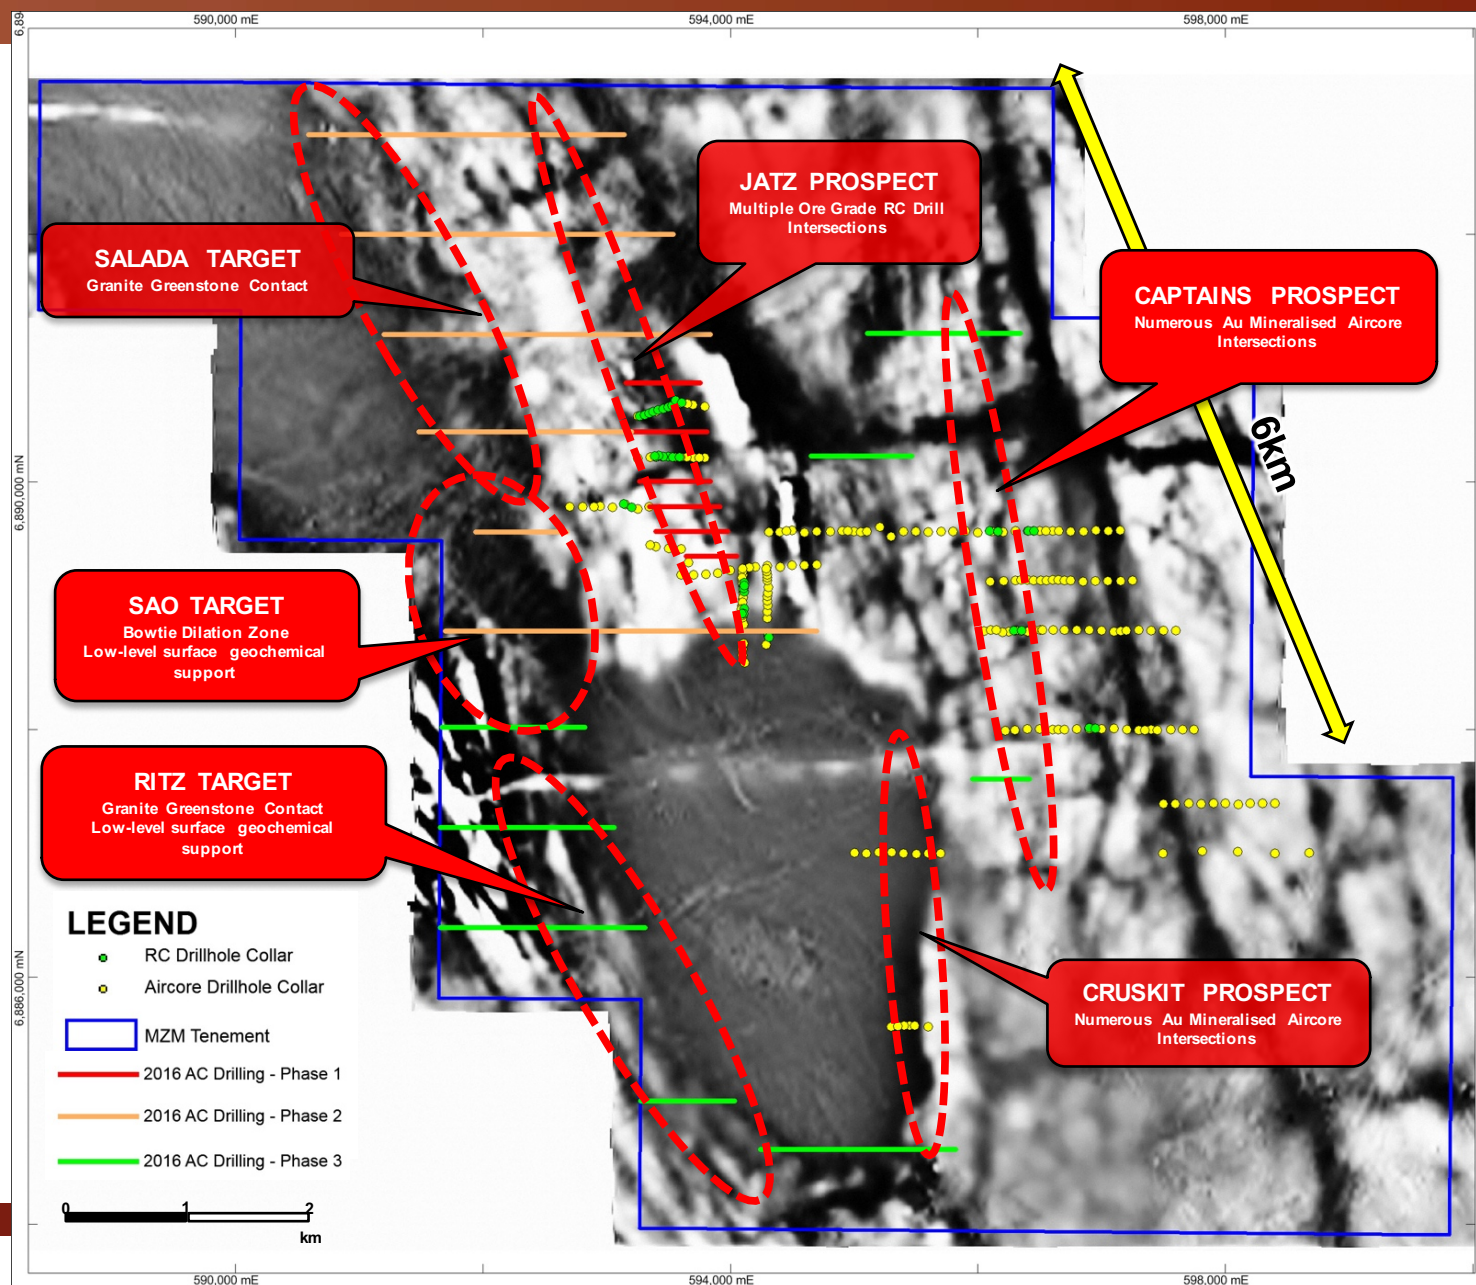 590,000 mE
594,000 mE
598,000 mE
6,89
JATZ PROSPECT
Multiple Ore Grade RC Drill
Intersections
SALADA TARGET
Granite Greenstone Contact
CAPTAINS PROSPECT
Numerous Au Mineralised Aircore
Intersections
6km
6,890,000 mN
SAO TARGET
Bowtie Dilation Zone
Low-level surface geochemical
support
RITZ TARGET
Granite Greenstone Contact
Low-level surface geochemical
support
CRUSKIT PROSPECT
Numerous Au Mineralised Aircore
Intersections
6,886,000 mN
LEGEND
RC Drillhole Collar
Aircore Drillhole Collar
MZM Tenement
2016 AC Drilling - Phase 1
2016 AC Drilling - Phase 2
2016 AC Drilling - Phase 3
0 1 2
km
590,000 mE
594,000 mE
598,000 mE